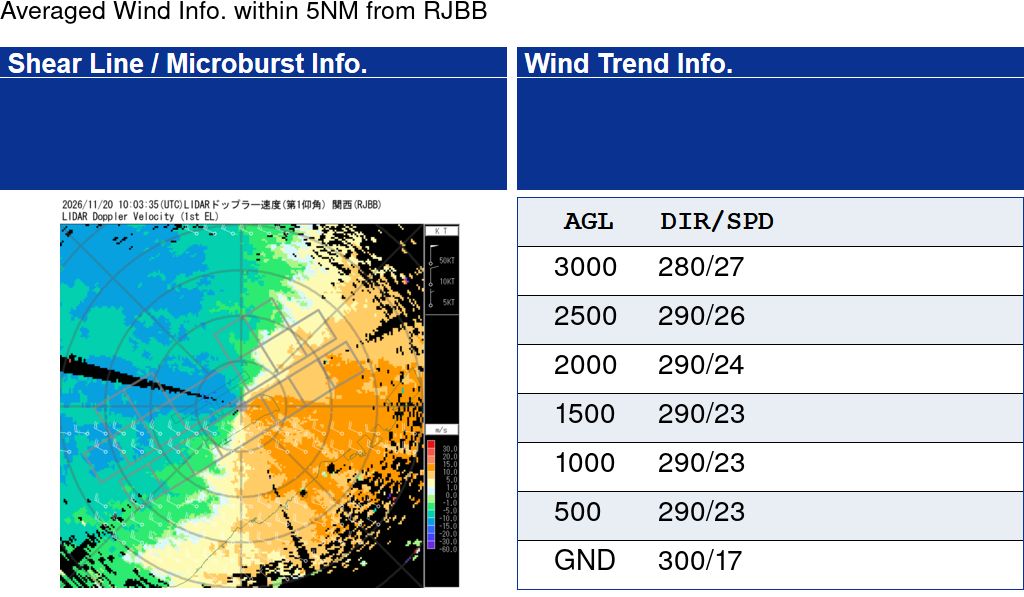 Averaged Wind Info. within 5NM from RJBB
Shear Line / Microburst Info.
Wind Trend Info.
2026/11/20 10:03:35(UTC)LIDARドップラー速度(第1仰角) 関西(RJBB)
LIDAR Doppler Velocity (1st EL)
KT
50KT
10KT
5KT
m/s
30.0
20.0
15.0
10.0
5.0
1.0
0.0
-1.0
-5.0
-10.0
-15.0
-20.0
-30.0
-60.0
AGL DIR/SPD
3000 280/27
2500 290/26
2000 290/24
1500 290/23
1000 290/23
500 290/23
GND 300/17